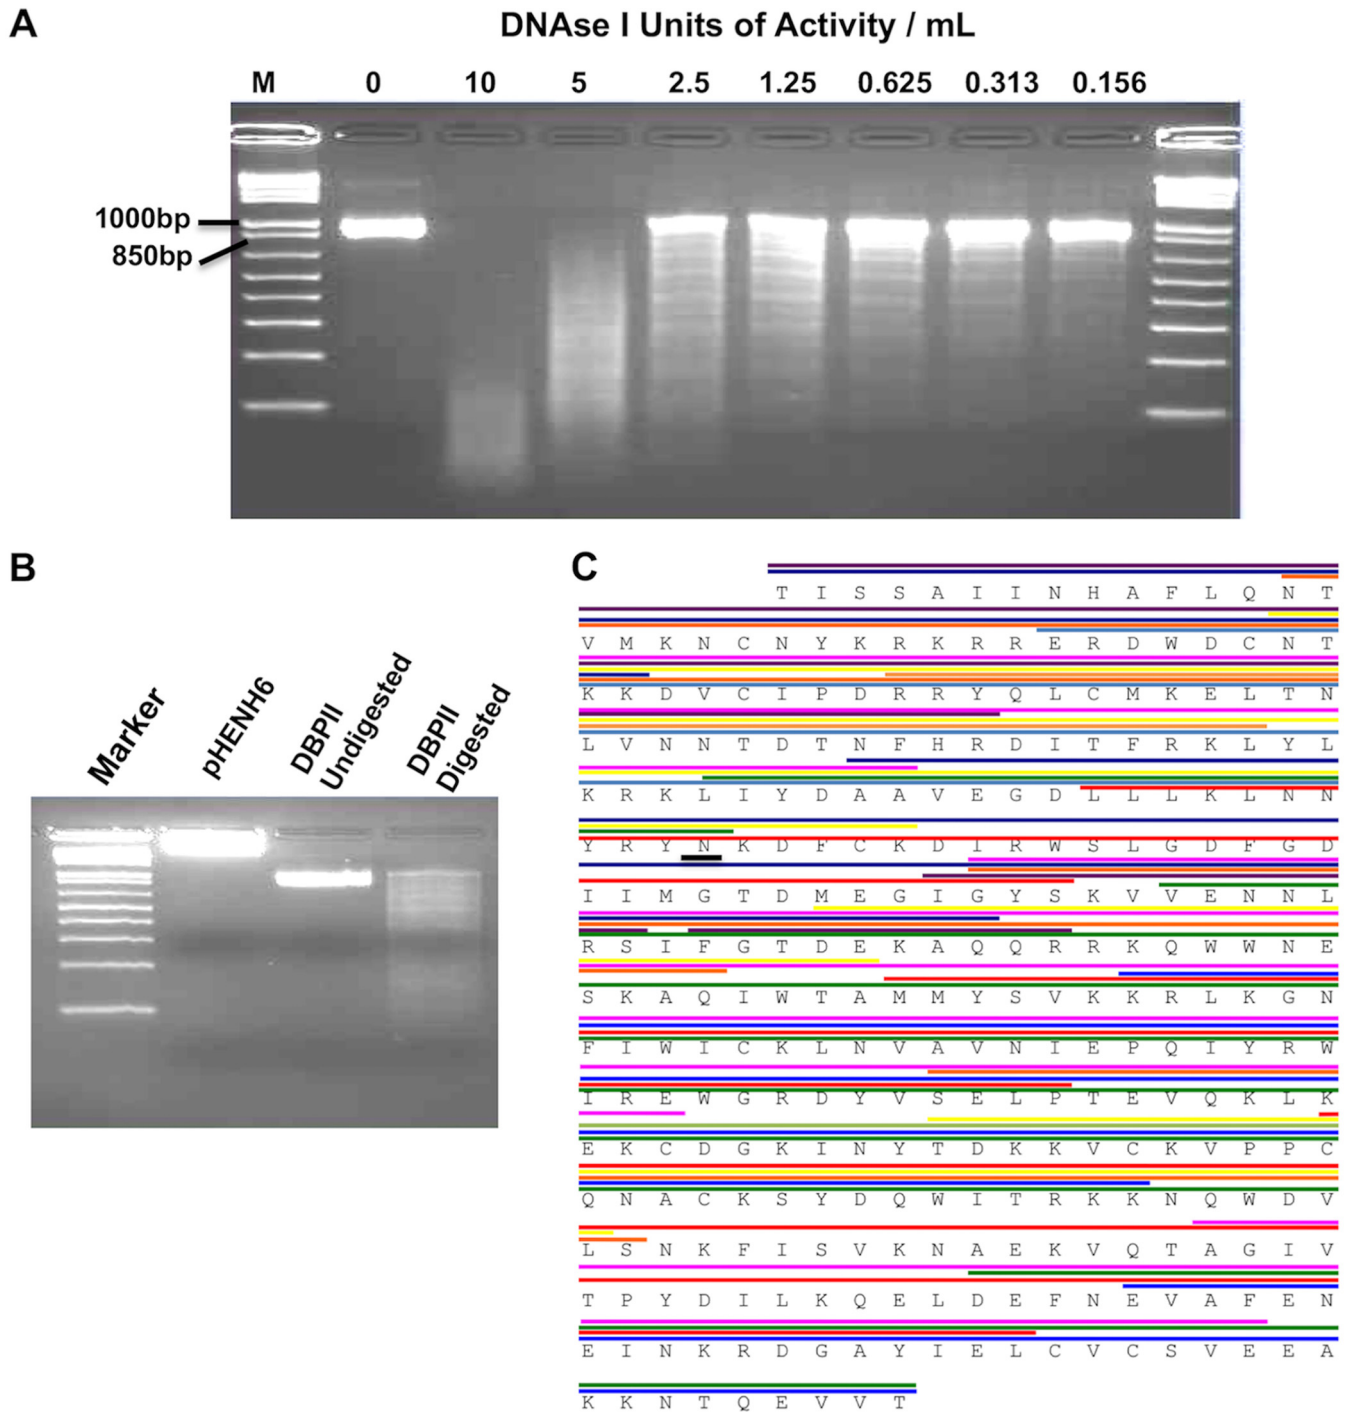 A
DNAse I Units of Activity / mL
M 0 10 5 2.5 1.25 0.625 0.313 0.156
1000bp
850bp
B
Marker
pHENH6
DBPII
Undigested
DBPII
Digested
C
T I S S A I I N H A F L Q N T
V M K N C N Y K R K R R E R D W D C N T
K K D V C I P D R R Y Q L C M K E L T N
L V N N T D T N F H R D I T F R K L Y L
K R K L I Y D A A V E G D L L L K L N N
Y R Y N K D F C K D I R W S L G D F G D
I I M G T D M E G I G Y S K V V E N N L
R S I F G T D E K A Q Q R R K Q W W N E
S K A Q I W T A M M Y S V K K R L K G N
F I W I C K L N V A V N I E P Q I Y R W
I R E W G R D Y V S E L P T E V Q K L K
E K C D G K I N Y T D K K V C K V P P C
Q N A C K S Y D Q W I T R K K N Q W D V
L S N K F I S V K N A E K V Q T A G I V
T P Y D I L K Q E L D E F N E V A F E N
E I N K R D G A Y I E L C V C S V E E A
K K N T Q E V V T